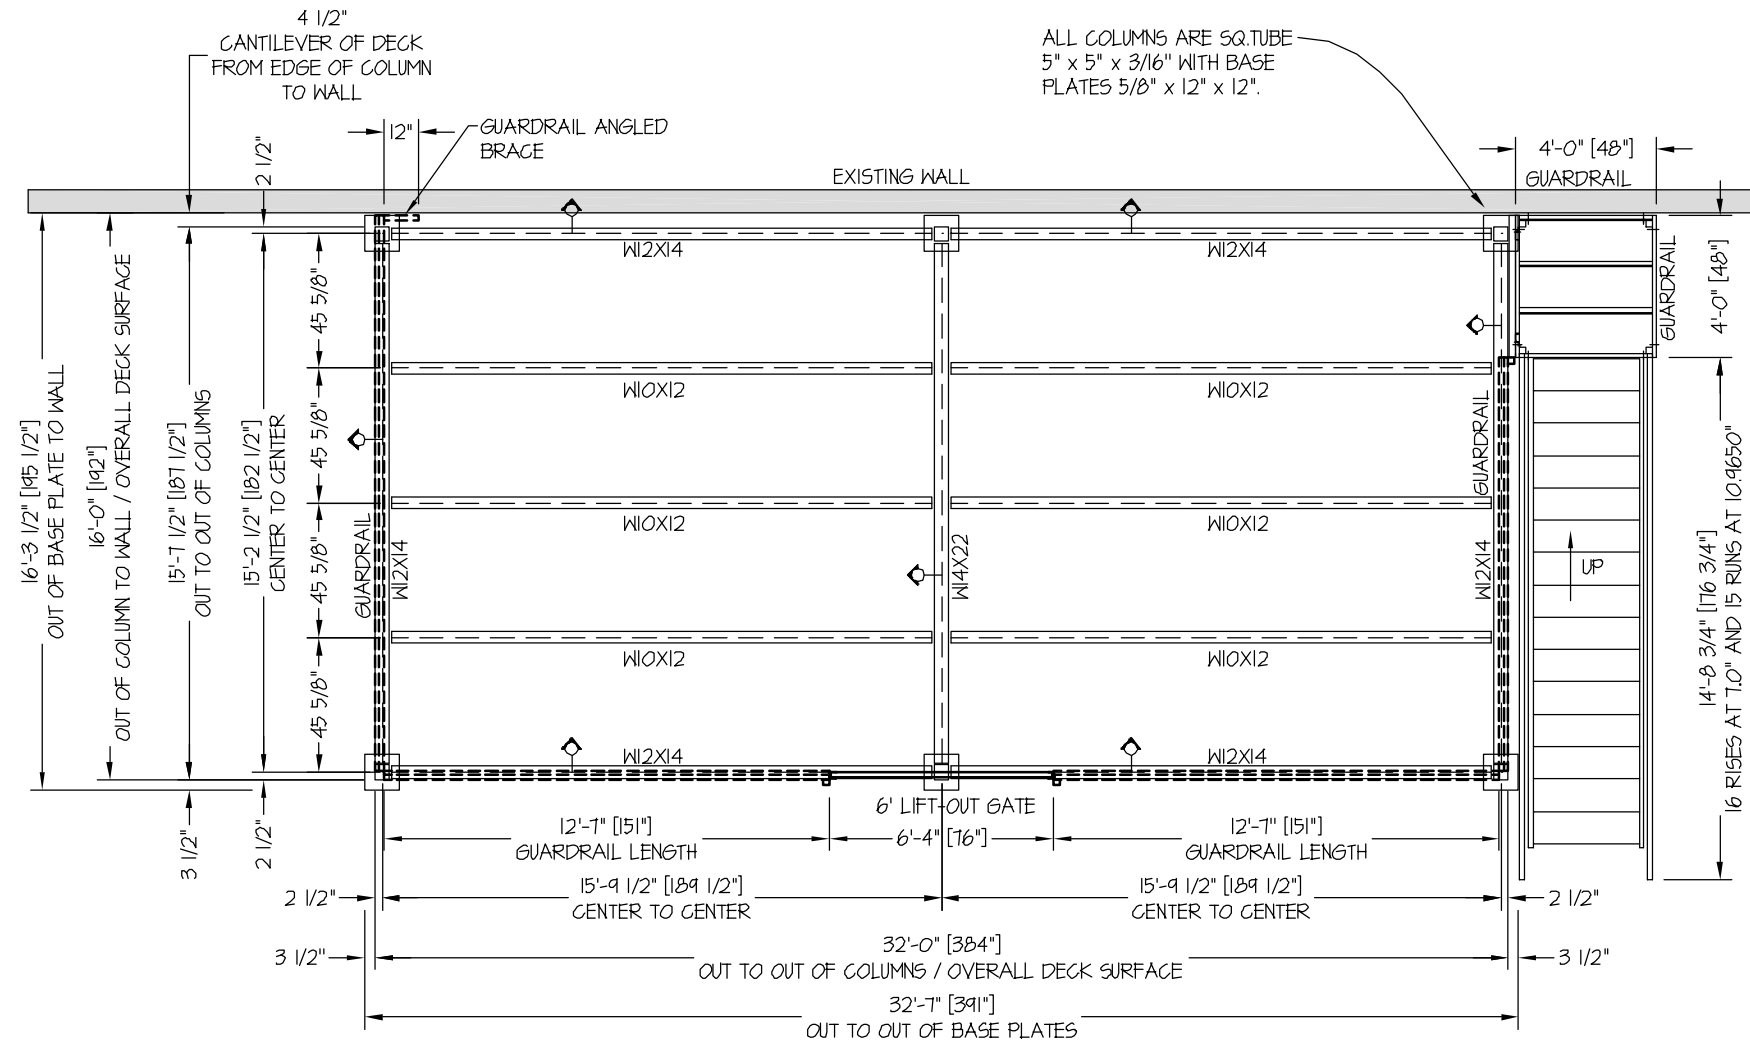 4 1/2"
CANTILEVER OF DECK
FROM EDGE OF COLUMN
TO WALL
ALL COLUMNS ARE SQ.TUBE
5" x 5" x 3/16" WITH BASE
PLATES 5/8" x 12" x 12".
12"
GUARDRAIL ANGLED
BRACE
2 1/2"
4'-0" [48"]
GUARDRAIL
EXISTING WALL
W12X14
W12X14
45 5/8"
GUARDRAIL
4'-0" [48"]
W10X12
W10X12
45 5/8"
GUARDRAIL
16'-3 1/2" [195 1/2"]
OUT OF BASE PLATE TO WALL
16'-0" [192"]
OUT OF COLUMN TO WALL / OVERALL DECK SURFACE
15'-7 1/2" [187 1/2"]
OUT TO OUT OF COLUMNS
15'-2 1/2" [182 1/2"]
CENTER TO CENTER
W10X12
W10X12
45 5/8"
GUARDRAIL
W12X14
W14X22
W12X14
UP
14'-8 3/4" [176 3/4"]
16 RISES AT 7.0" AND 15 RUNS AT 10.9650"
W10X12
W10X12
45 5/8"
W12X14
W12X14
3 1/2"
2 1/2"
6' LIFT-OUT GATE
12'-7" [151"]
GUARDRAIL LENGTH
6'-4" [76"]
12'-7" [151"]
GUARDRAIL LENGTH
2 1/2"
15'-9 1/2" [189 1/2"]
CENTER TO CENTER
15'-9 1/2" [189 1/2"]
CENTER TO CENTER
2 1/2"
3 1/2"
32'-0" [384"]
OUT TO OUT OF COLUMNS / OVERALL DECK SURFACE
3 1/2"
32'-7" [391"]
OUT TO OUT OF BASE PLATES